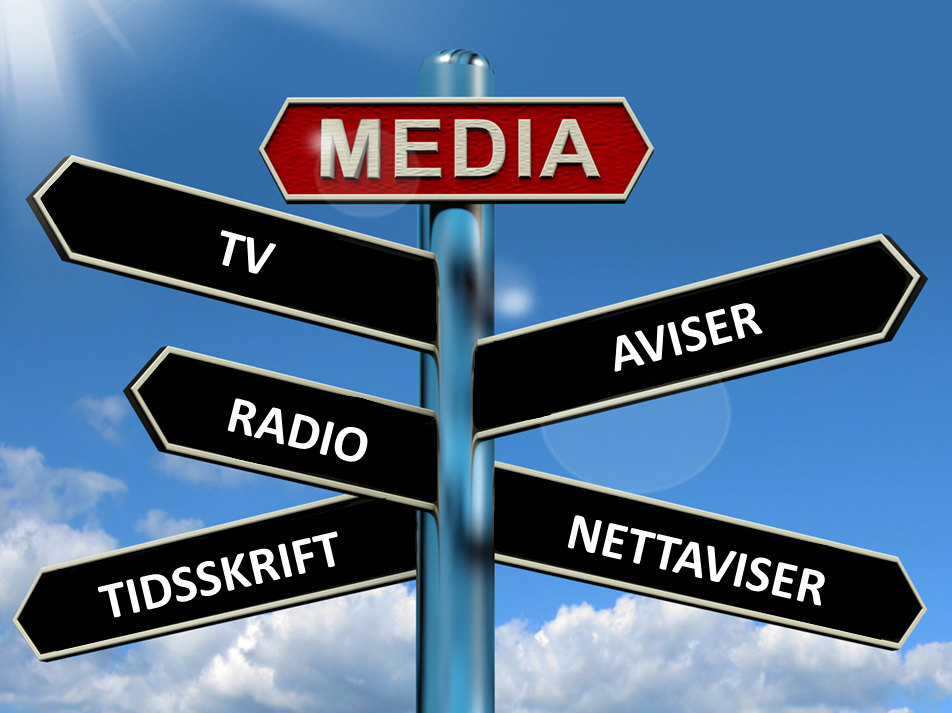 MEDIA
TV
AVISER
RADIO
NETTAVISER
TIDSSKRIFT